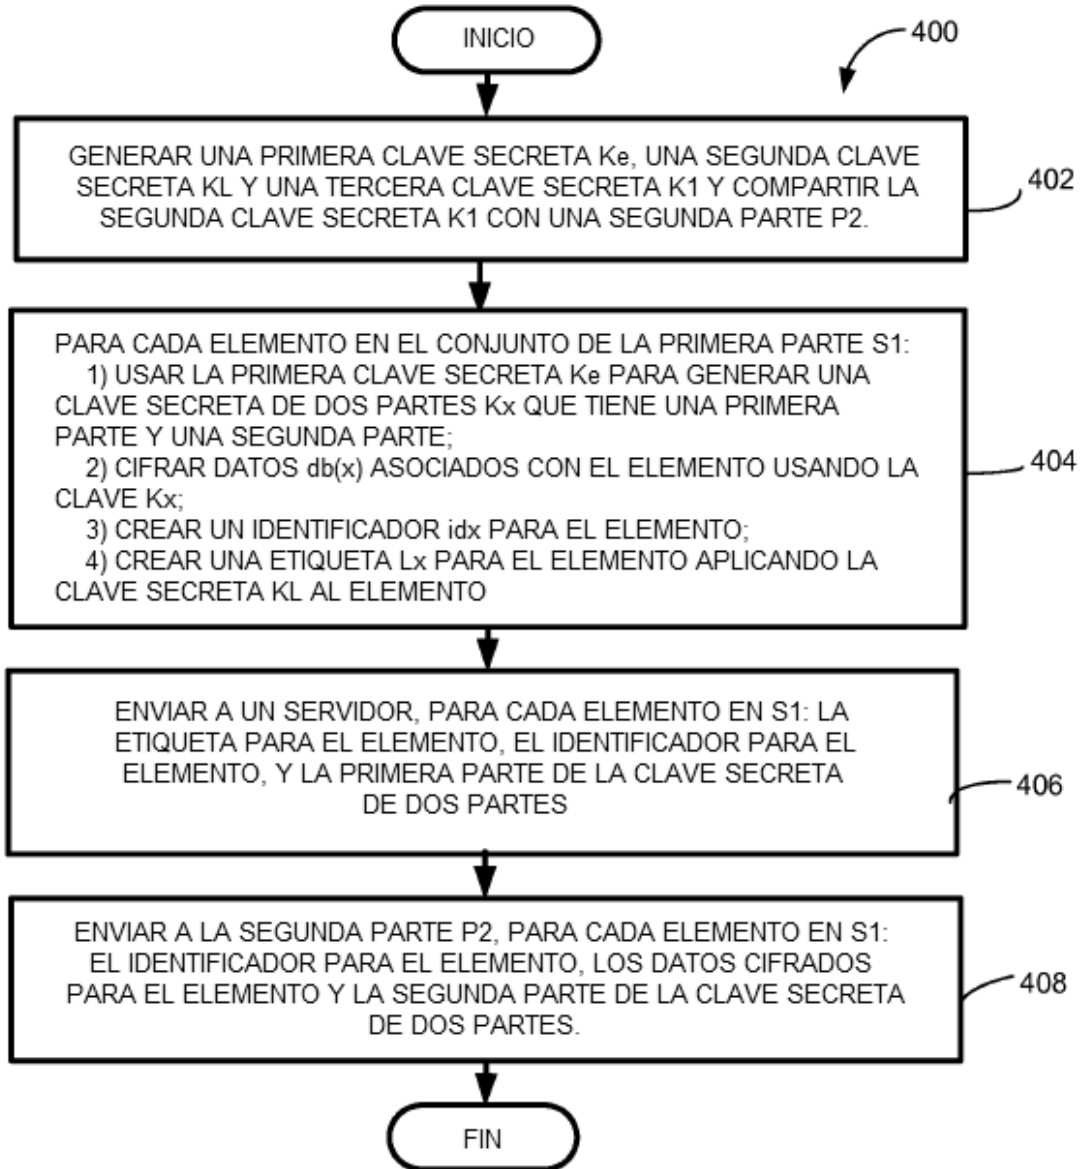 INICIO
400
GENERAR UNA PRIMERA CLAVE SECRETA Ke, UNA SEGUNDA CLAVE
SECRETA KL Y UNA TERCERA CLAVE SECRETA K1 Y COMPARTIR LA
SEGUNDA CLAVE SECRETA K1 CON UNA SEGUNDA PARTE P2.
402
PARA CADA ELEMENTO EN EL CONJUNTO DE LA PRIMERA PARTE S1:
1) USAR LA PRIMERA CLAVE SECRETA Ke PARA GENERAR UNA
CLAVE SECRETA DE DOS PARTES Kx QUE TIENE UNA PRIMERA
PARTE Y UNA SEGUNDA PARTE;
2) CIFRAR DATOS db(x) ASOCIADOS CON EL ELEMENTO USANDO LA
CLAVE Kx;
3) CREAR UN IDENTIFICADOR idx PARA EL ELEMENTO;
4) CREAR UNA ETIQUETA Lx PARA EL ELEMENTO APLICANDO LA
CLAVE SECRETA KL AL ELEMENTO
404
ENVIAR A UN SERVIDOR, PARA CADA ELEMENTO EN S1: LA
ETIQUETA PARA EL ELEMENTO, EL IDENTIFICADOR PARA EL
ELEMENTO, Y LA PRIMERA PARTE DE LA CLAVE SECRETA
DE DOS PARTES
406
ENVIAR A LA SEGUNDA PARTE P2, PARA CADA ELEMENTO EN S1:
EL IDENTIFICADOR PARA EL ELEMENTO, LOS DATOS CIFRADOS
PARA EL ELEMENTO Y LA SEGUNDA PARTE DE LA CLAVE SECRETA
DE DOS PARTES.
408
FIN